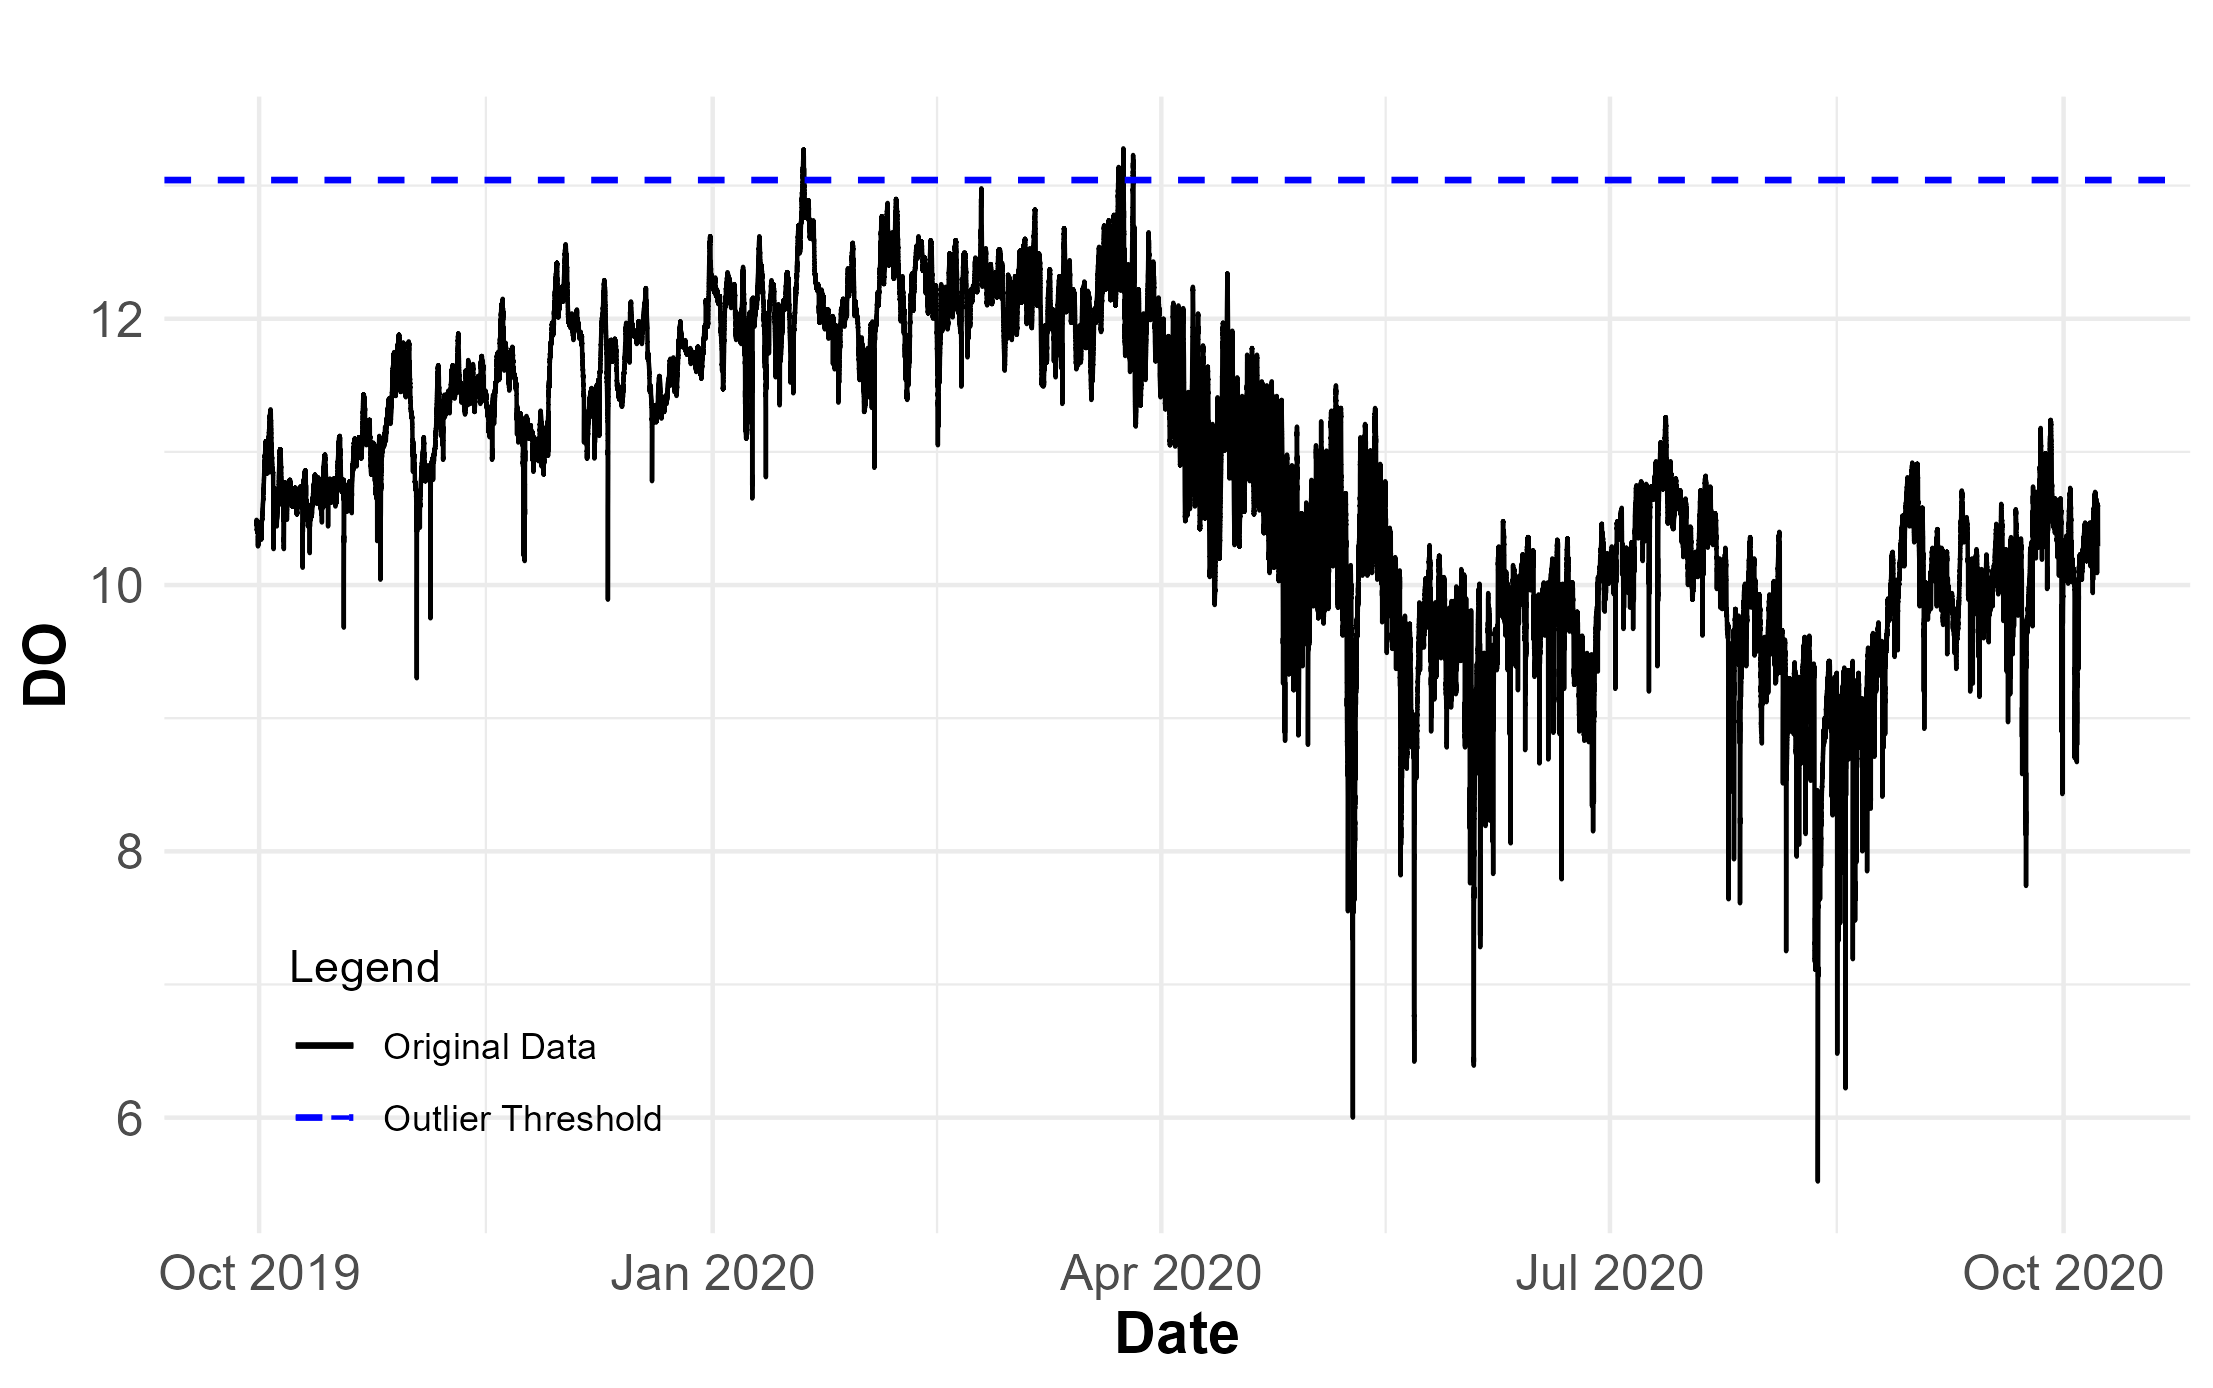 12
10
8
6
DO
Legend
Original Data
Outlier Threshold
Oct 2019
Jan 2020
Apr 2020
Jul 2020
Oct 2020
Date